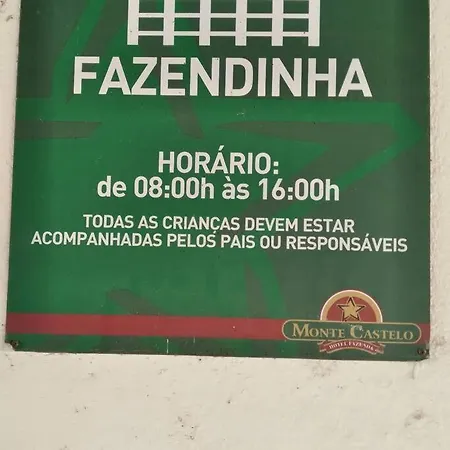 FAZENDINHA
HORÁRIO:
de 08:00h às 16:00h
TODAS AS CRIANÇAS DEVEM ESTAR
ACOMPANHADAS PELOS PAIS OU RESPONSÁVEIS
MONTE CASTELO
HOTEL FAZENDA